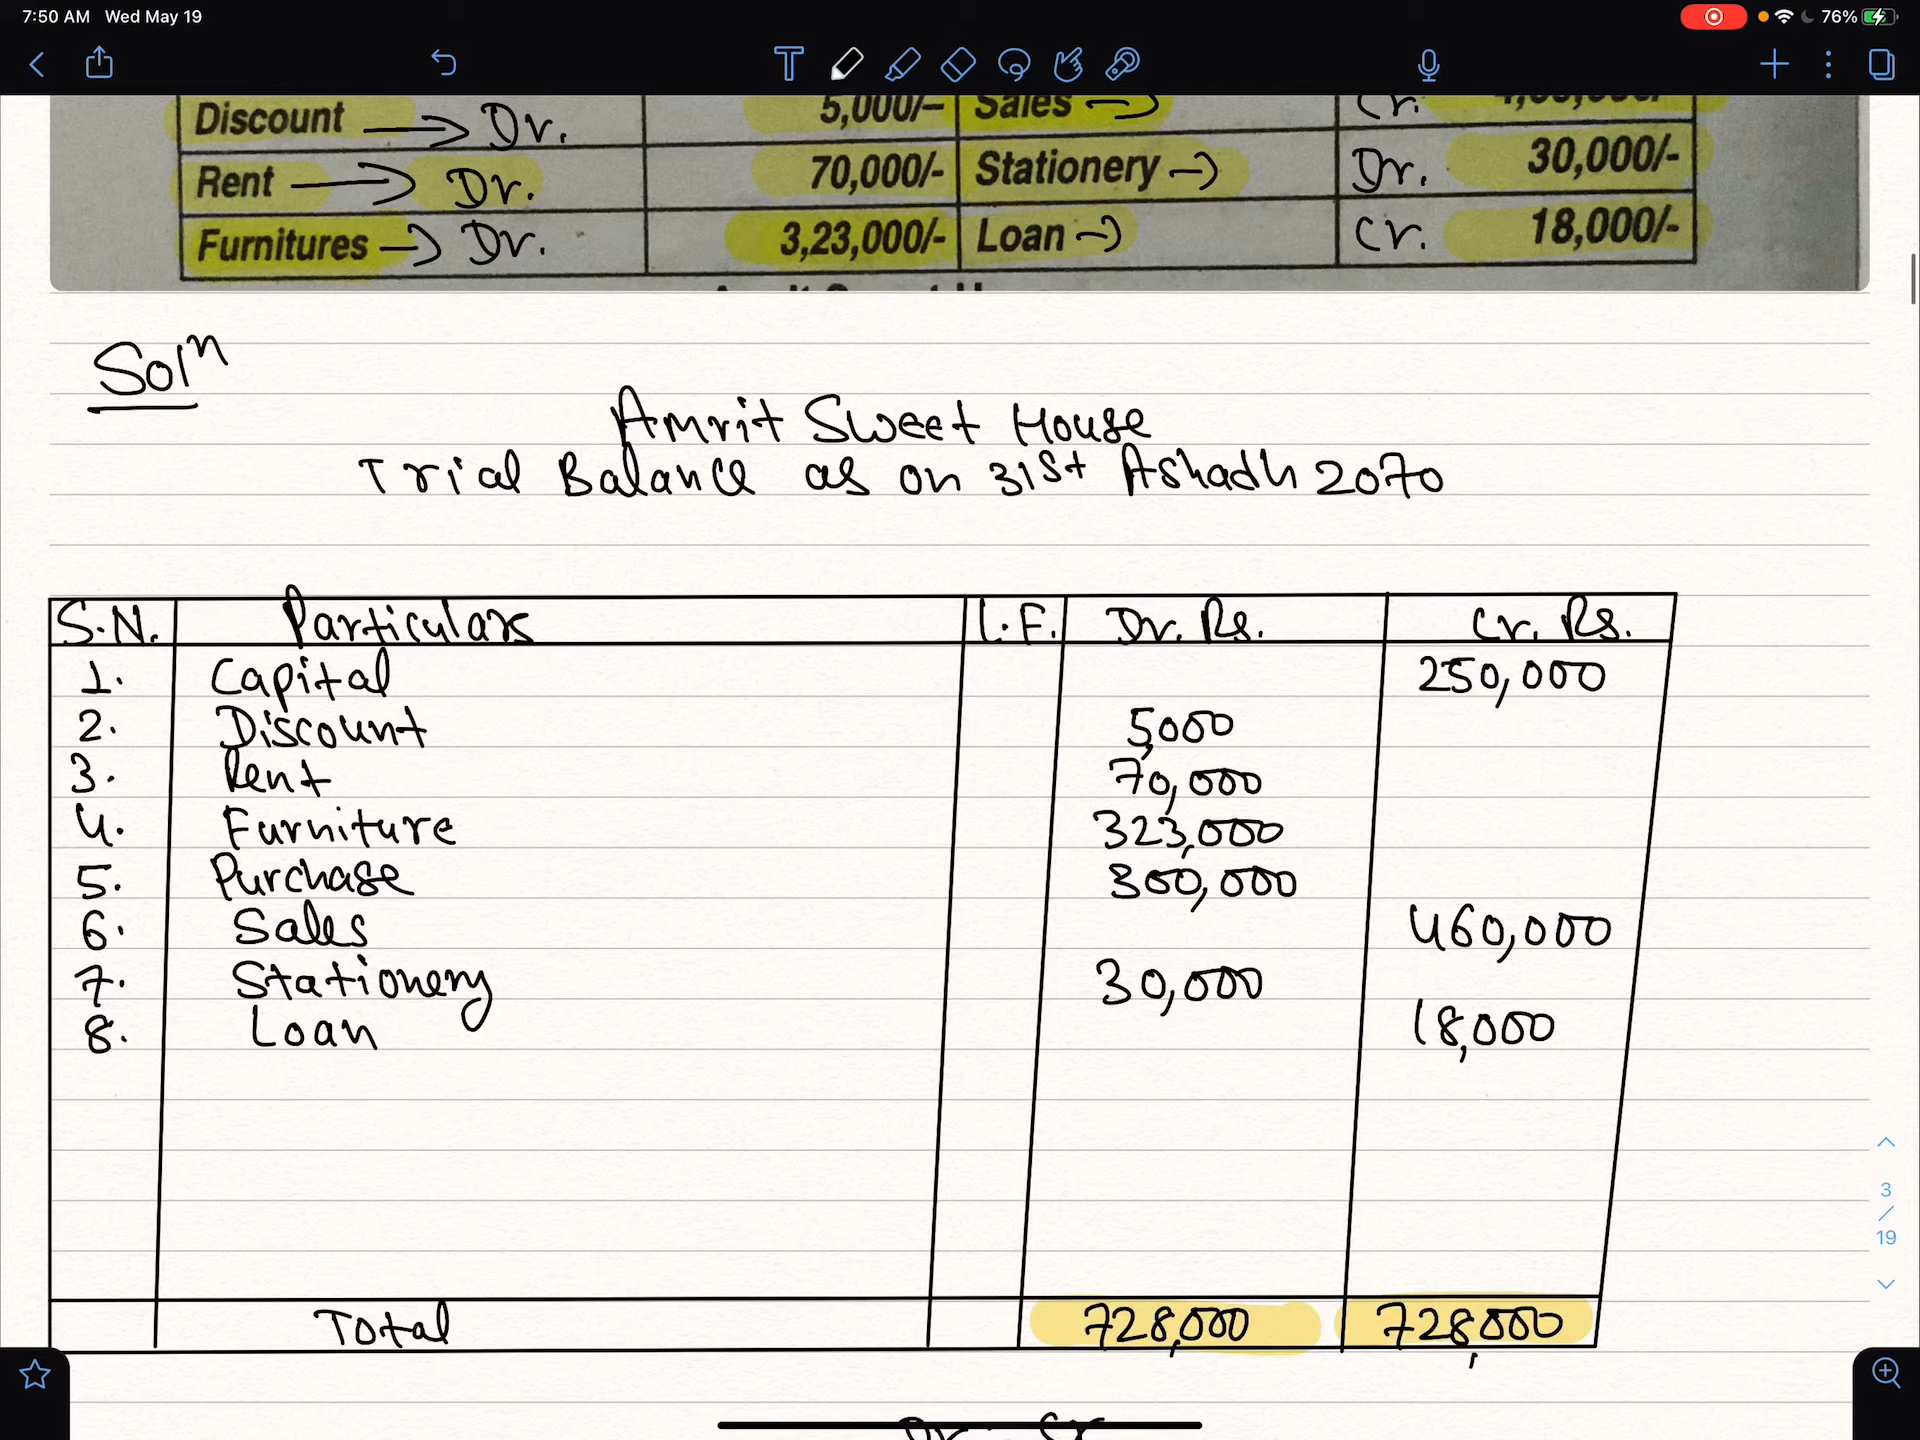 7:50 AM Wed May 19
76%
Discount → Dr. 5,000/- Sales → Cr.
Rent → Dr. 70,000/- Stationery → Dr. 30,000/-
Furnitures → Dr. 3,23,000/- Loan → Cr. 18,000/-
Solⁿ
Amrit Sweet House
Trial Balance as on 31st Ashadh 2070
S.N. Particulars L.F. Dr. Rs. Cr. Rs.
1. Capital 250,000
2. Discount 5,000
3. Rent 70,000
4. Furniture 323,000
5. Purchase 300,000
6. Sales 460,000
7. Stationery 30,000
8. Loan 18,000
3
/
19
Total 728,000 728,000